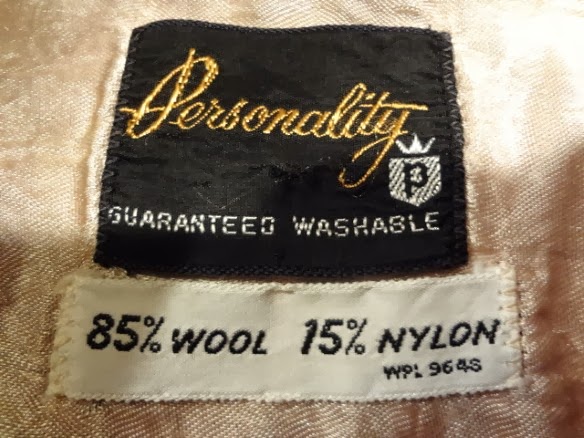 Personality
P
GUARANTEED WASHABLE
85% WOOL 15% NYLON
WPL 9648